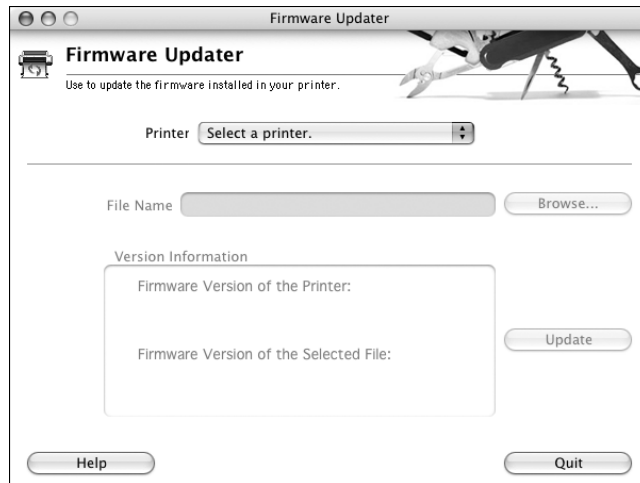 Firmware Updater
Firmware Updater
Use to update the firmware installed in your printer.
Printer Select a printer.
File Name Browse...
Version Information
Firmware Version of the Printer:
Update
Firmware Version of the Selected File:
Help Quit